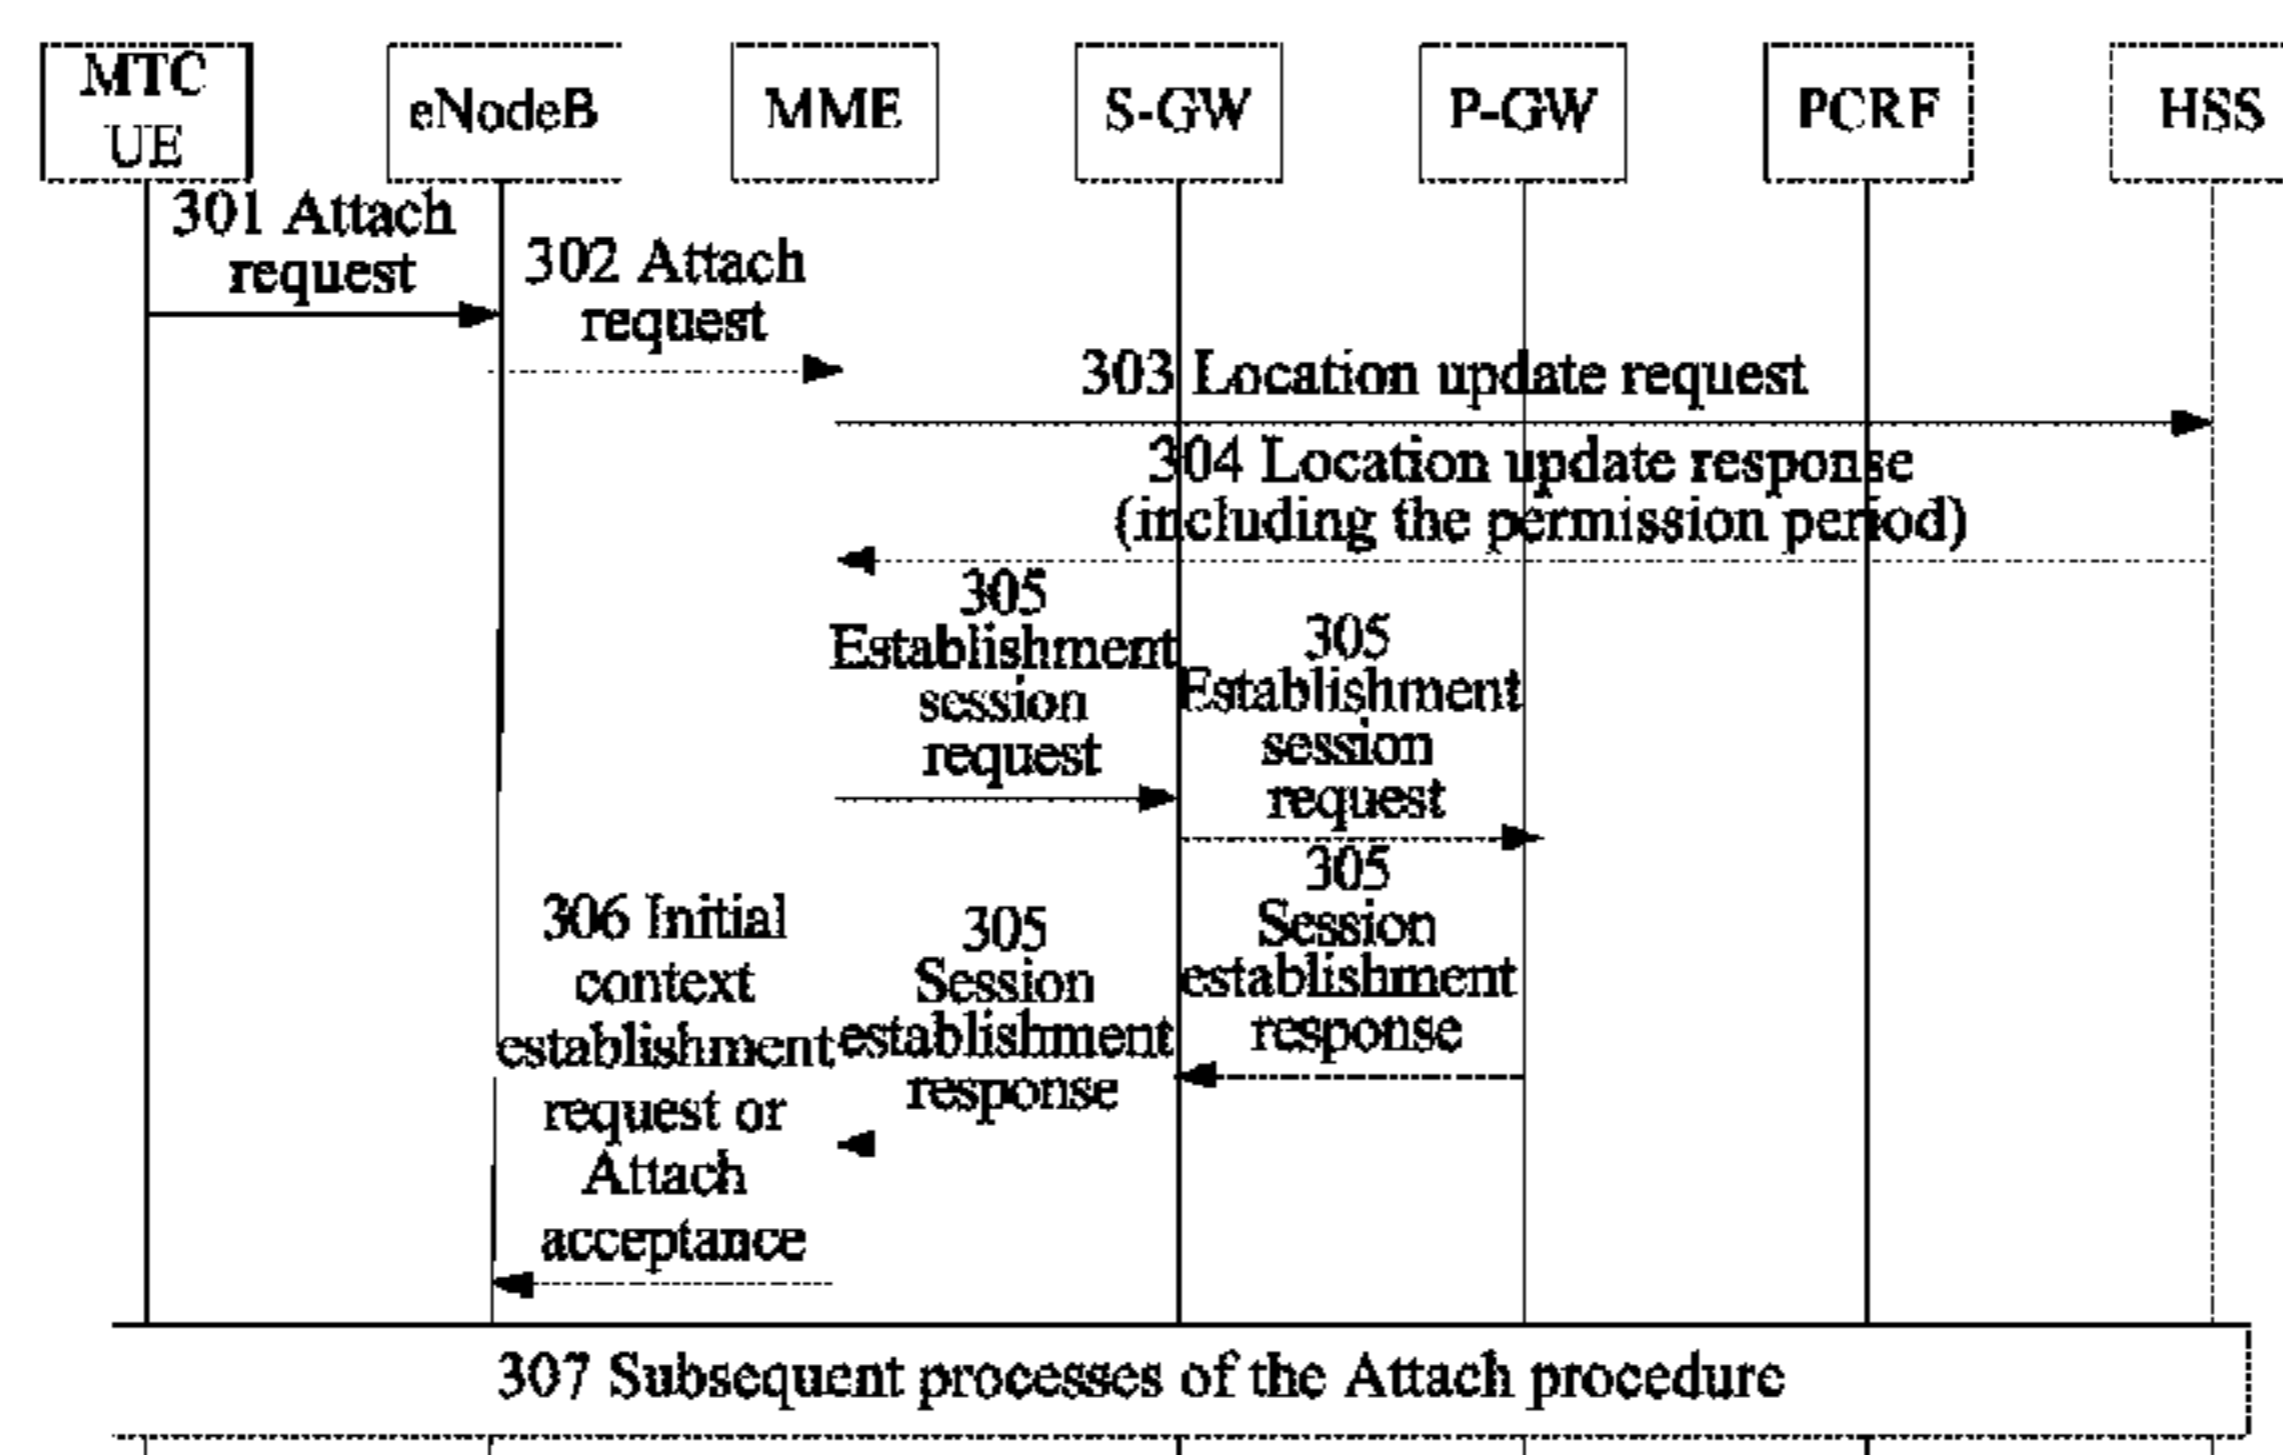 MTC
UE
eNodeB
MME
S-GW
P-GW
PCRF
HSS
301 Attach
request
302 Attach
request
303 Location update request
304 Location update response
(including the permission period)
305
Establishment
session
request
305
Establishment
session
request
305
Session
establishment
response
305
Session
establishment
response
306 Initial
context
establishment
request or
Attach
acceptance
307 Subsequent processes of the Attach procedure